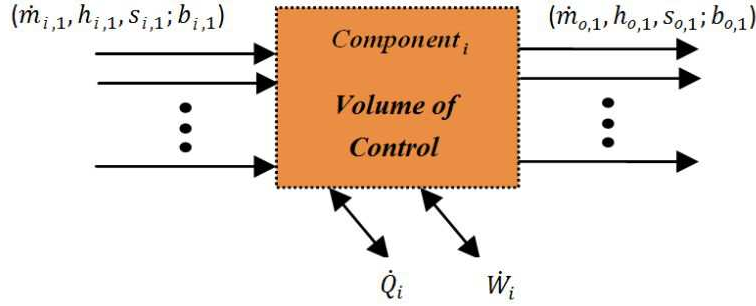 (ṁ_{i,1}, h_{i,1}, s_{i,1}; b_{i,1})
(ṁ_{o,1}, h_{o,1}, s_{o,1}; b_{o,1})
Component_i
Volume of
Control
Q̇_i
Ẇ_i